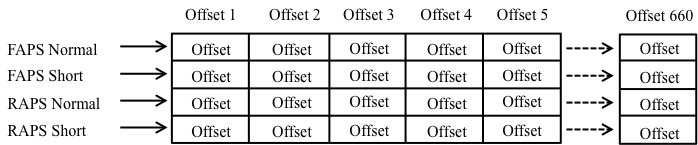 Offset 1 Offset 2 Offset 3 Offset 4 Offset 5 Offset 660
FAPS Normal Offset Offset Offset Offset Offset Offset
FAPS Short Offset Offset Offset Offset Offset Offset
RAPS Normal Offset Offset Offset Offset Offset Offset
RAPS Short Offset Offset Offset Offset Offset Offset